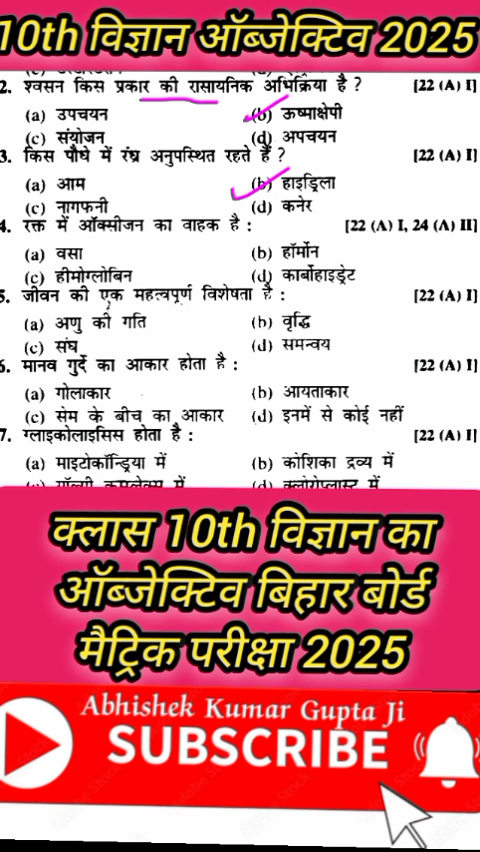 10th विज्ञान ऑब्जेक्टिव 2025
2. श्वसन किस प्रकार की रासायनिक अभिक्रिया है ? [22 (A) I]
(a) उपचयन (b) ऊष्माक्षेपी
(c) संयोजन (d) अपचयन
3. किस पौधे में रंध्र अनुपस्थित रहते हैं ? [22 (A) I]
(a) आम (b) हाइड्रिला
(c) नागफनी (d) कनेर
4. रक्त में ऑक्सीजन का वाहक है : [22 (A) I, 24 (A) II]
(a) वसा (b) हॉर्मोन
(c) हीमोग्लोबिन (d) कार्बोहाइड्रेट
5. जीवन की एक महत्वपूर्ण विशेषता है : [22 (A) I]
(a) अणु की गति (b) वृद्धि
(c) संघ (d) समन्वय
6. मानव गुर्दे का आकार होता है : [22 (A) I]
(a) गोलाकार (b) आयताकार
(c) सेम के बीच का आकार (d) इनमें से कोई नहीं
7. ग्लाइकोलाइसिस होता है : [22 (A) I]
(a) माइटोकॉन्ड्रिया में (b) कोशिका द्रव्य में
क्लास 10th विज्ञान का
ऑब्जेक्टिव बिहार बोर्ड
मैट्रिक परीक्षा 2025
Abhishek Kumar Gupta Ji
SUBSCRIBE